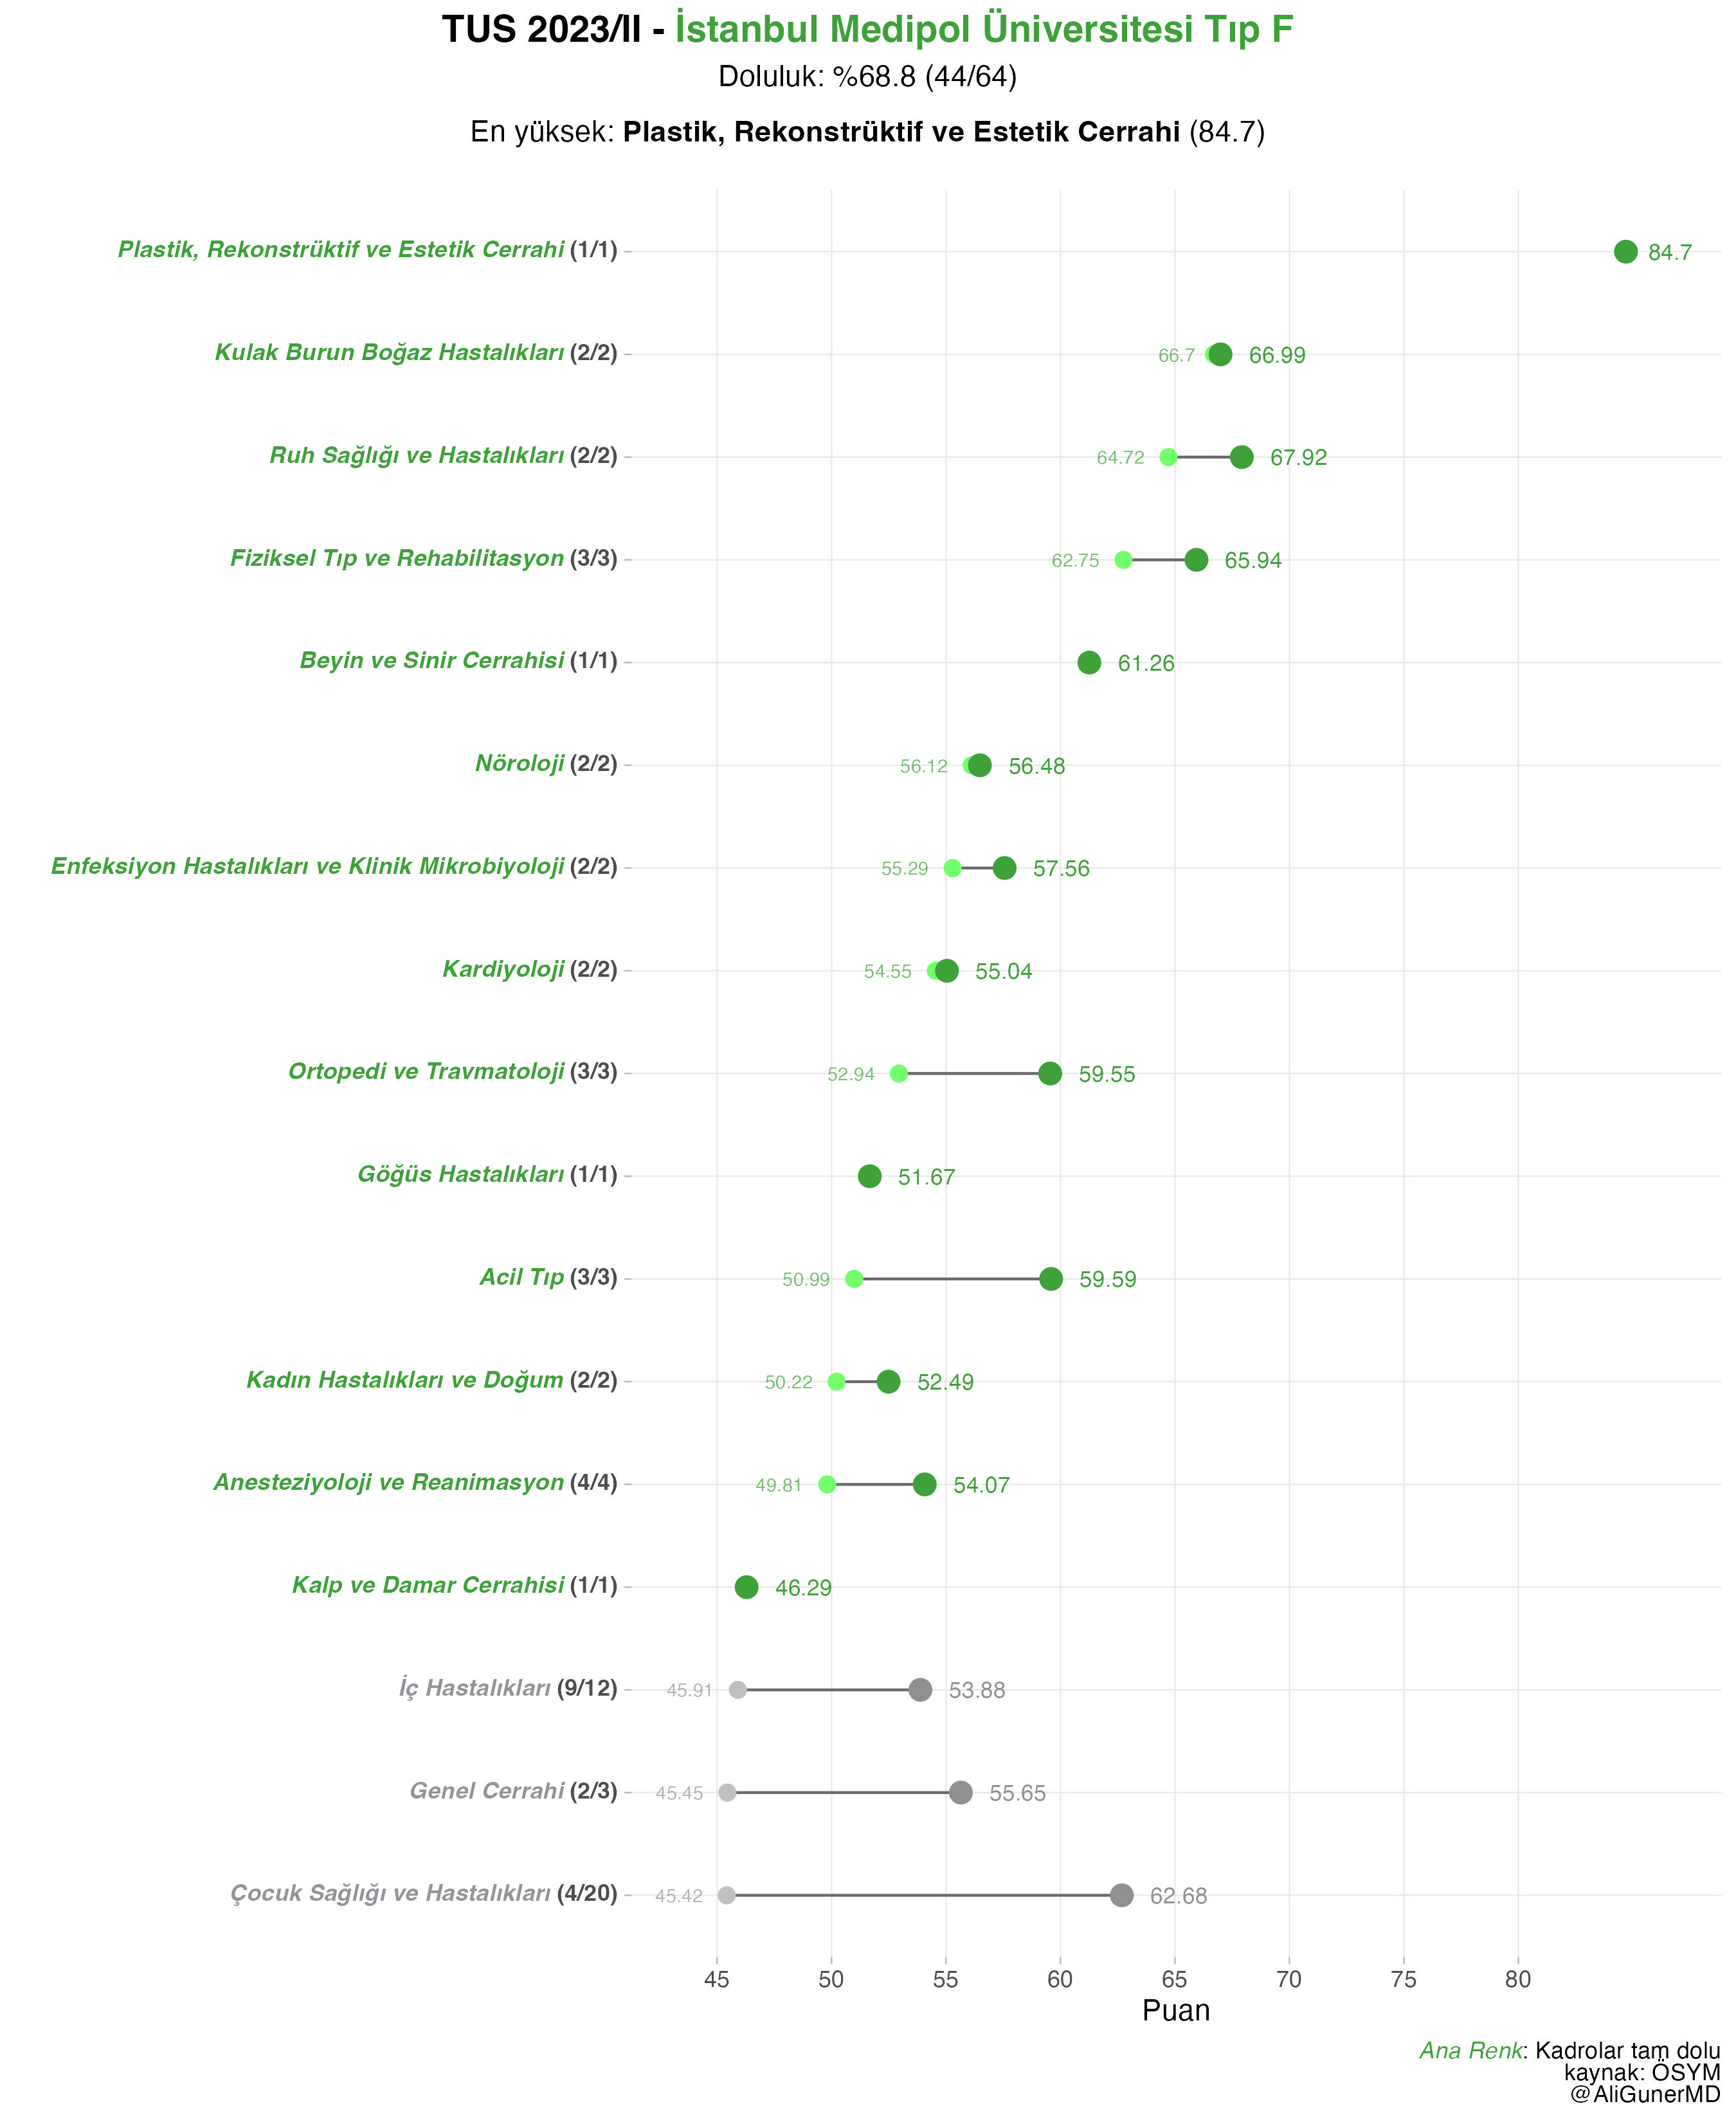 TUS 2023/II - İstanbul Medipol Üniversitesi Tıp F
Doluluk: %68.8 (44/64)
En yüksek: Plastik, Rekonstrüktif ve Estetik Cerrahi (84.7)
Plastik, Rekonstrüktif ve Estetik Cerrahi (1/1) 84.7
Kulak Burun Boğaz Hastalıkları (2/2) 66.7 66.99
Ruh Sağlığı ve Hastalıkları (2/2) 64.72 67.92
Fiziksel Tıp ve Rehabilitasyon (3/3) 62.75 65.94
Beyin ve Sinir Cerrahisi (1/1) 61.26
Nöroloji (2/2) 56.12 56.48
Enfeksiyon Hastalıkları ve Klinik Mikrobiyoloji (2/2) 55.29 57.56
Kardiyoloji (2/2) 54.55 55.04
Ortopedi ve Travmatoloji (3/3) 52.94 59.55
Göğüs Hastalıkları (1/1) 51.67
Acil Tıp (3/3) 50.99 59.59
Kadın Hastalıkları ve Doğum (2/2) 50.22 52.49
Anesteziyoloji ve Reanimasyon (4/4) 49.81 54.07
Kalp ve Damar Cerrahisi (1/1) 46.29
İç Hastalıkları (9/12) 45.91 53.88
Genel Cerrahi (2/3) 45.45 55.65
Çocuk Sağlığı ve Hastalıkları (4/20) 45.42 62.68
45 50 55 60 65 70 75 80
Puan
Ana Renk: Kadrolar tam dolu
kaynak: ÖSYM
@AliGunerMD